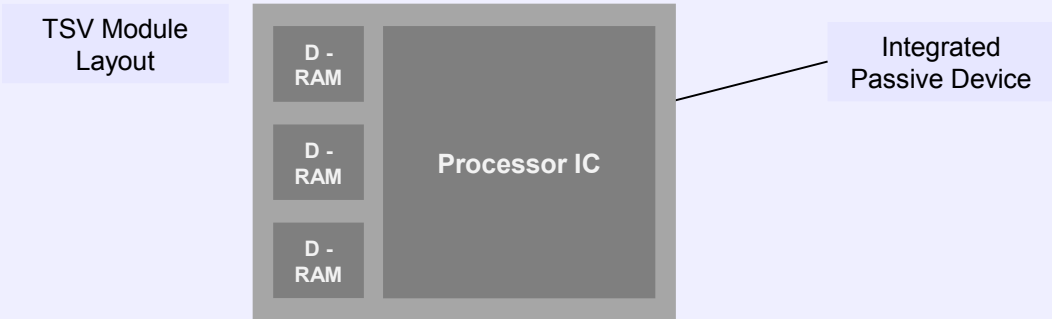 TSV Module
Layout
D -
RAM
D -
RAM
D -
RAM
Processor IC
Integrated
Passive Device